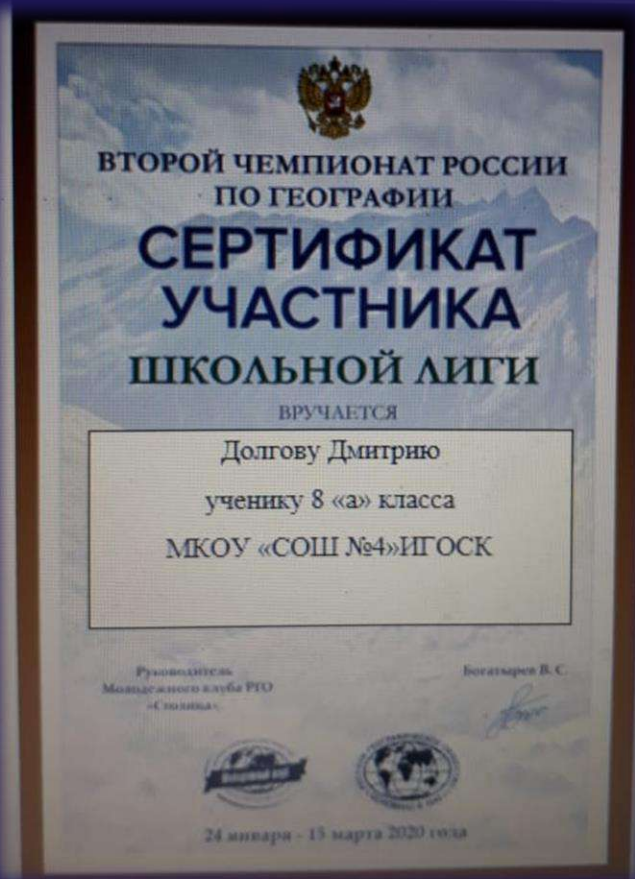 ВТОРОЙ ЧЕМПИОНАТ РОССИИ
ПО ГЕОГРАФИИ
СЕРТИФИКАТ
УЧАСТНИКА
ШКОЛЬНОЙ ЛИГИ
ВРУЧАЕТСЯ
Долгову Дмитрию
ученику 8 «а» класса
МКОУ «СОШ №4»ИГОСК
Руководитель
Молодежного клуба РГО
«Столица»
Богатырев В. С.
24 января - 15 марта 2020 года